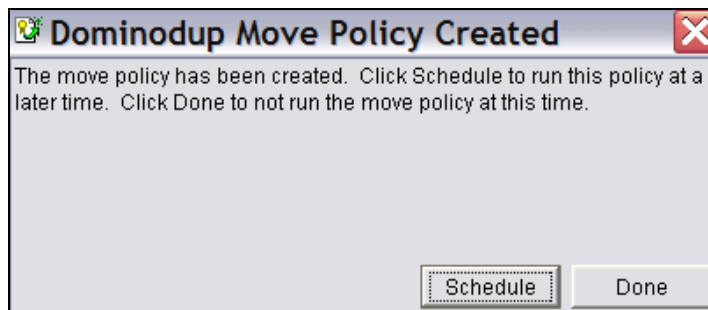 Dominodup Move Policy Created
The move policy has been created. Click Schedule to run this policy at a
later time. Click Done to not run the move policy at this time.
Schedule Done